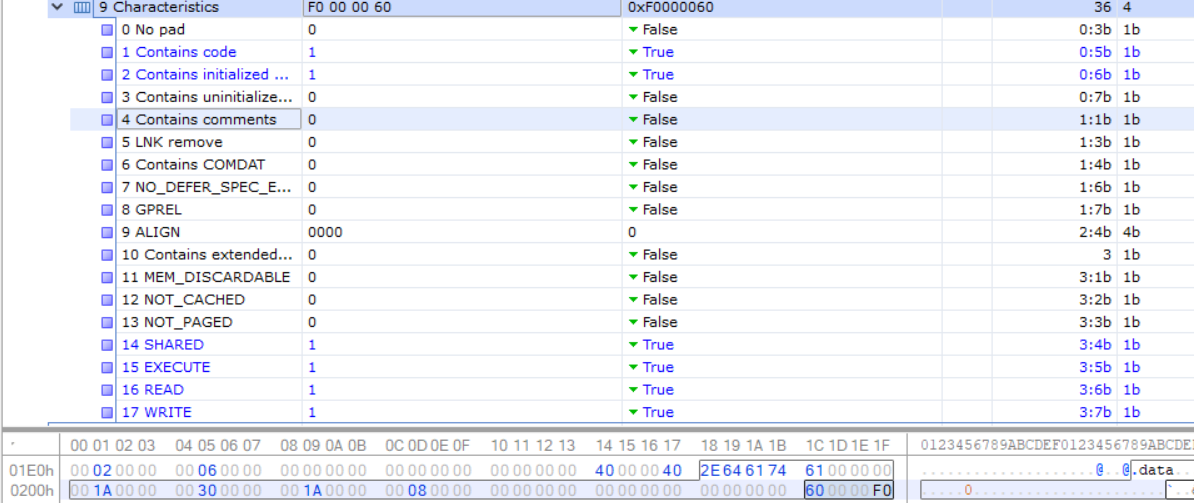 9 Characteristics F0 00 00 60 0xF0000060 36 4
0 No pad 0 False 0:3b 1b
1 Contains code 1 True 0:5b 1b
2 Contains initialized ... 1 True 0:6b 1b
3 Contains uninitialize... 0 False 0:7b 1b
4 Contains comments 0 False 1:1b 1b
5 LNK remove 0 False 1:3b 1b
6 Contains COMDAT 0 False 1:4b 1b
7 NO_DEFER_SPEC_E... 0 False 1:6b 1b
8 GPREL 0 False 1:7b 1b
9 ALIGN 0000 0 2:4b 4b
10 Contains extended... 0 False 3 1b
11 MEM_DISCARDABLE 0 False 3:1b 1b
12 NOT_CACHED 0 False 3:2b 1b
13 NOT_PAGED 0 False 3:3b 1b
14 SHARED 1 True 3:4b 1b
15 EXECUTE 1 True 3:5b 1b
16 READ 1 True 3:6b 1b
17 WRITE 1 True 3:7b 1b
00 01 02 03 04 05 06 07 08 09 0A 0B 0C 0D 0E 0F 10 11 12 13 14 15 16 17 18 19 1A 1B 1C 1D 1E 1F 0123456789ABCDEF0123456789ABCDE
01E0h 00 02 00 00 00 06 00 00 00 00 00 00 00 00 00 00 00 00 00 00 40 00 00 40 2E 64 61 74 61 00 00 00 .....................@..@.data...
0200h 00 1A 00 00 00 30 00 00 00 1A 00 00 00 08 00 00 00 00 00 00 00 00 00 00 00 00 00 00 60 00 00 F0 .....0......................`...